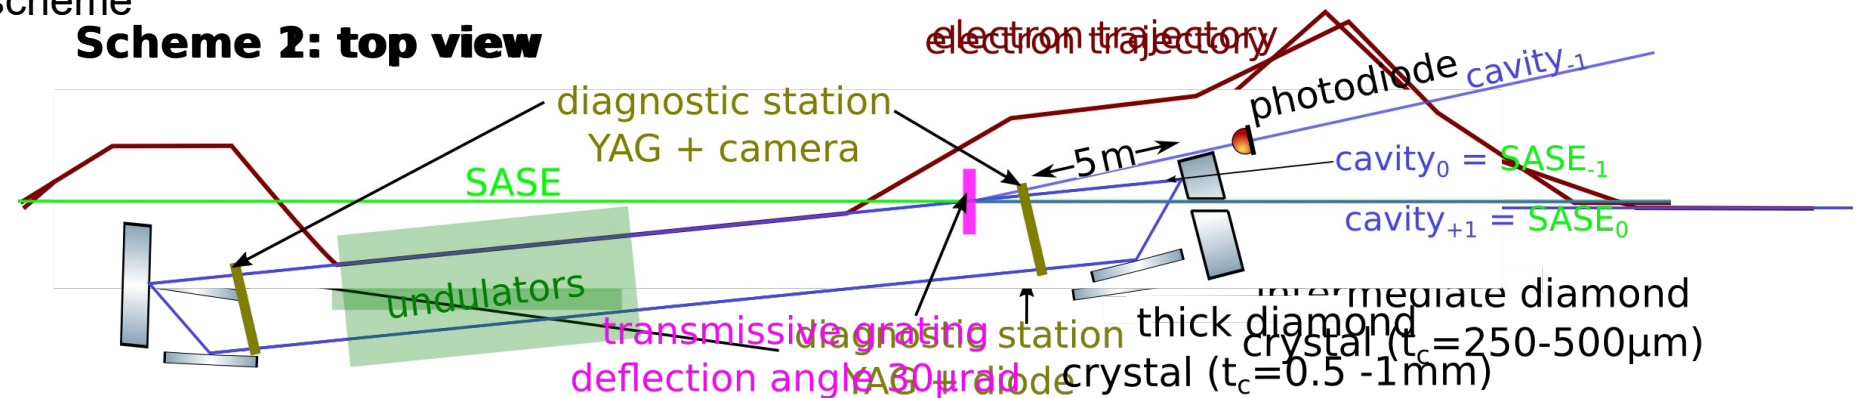 scheme
Scheme 2: top view
electron trajectory
diagnostic station
YAG + camera
photodiode
cavity-1
5 m
SASE
cavity0 = SASE-1
cavity+1 = SASE0
undulators
intermediate diamond
crystal (tc=250-500μm)
thick diamond
crystal (tc=0.5 -1mm)
transmissive grating
deflection angle 30μrad
diagnostic station
YAG + diode